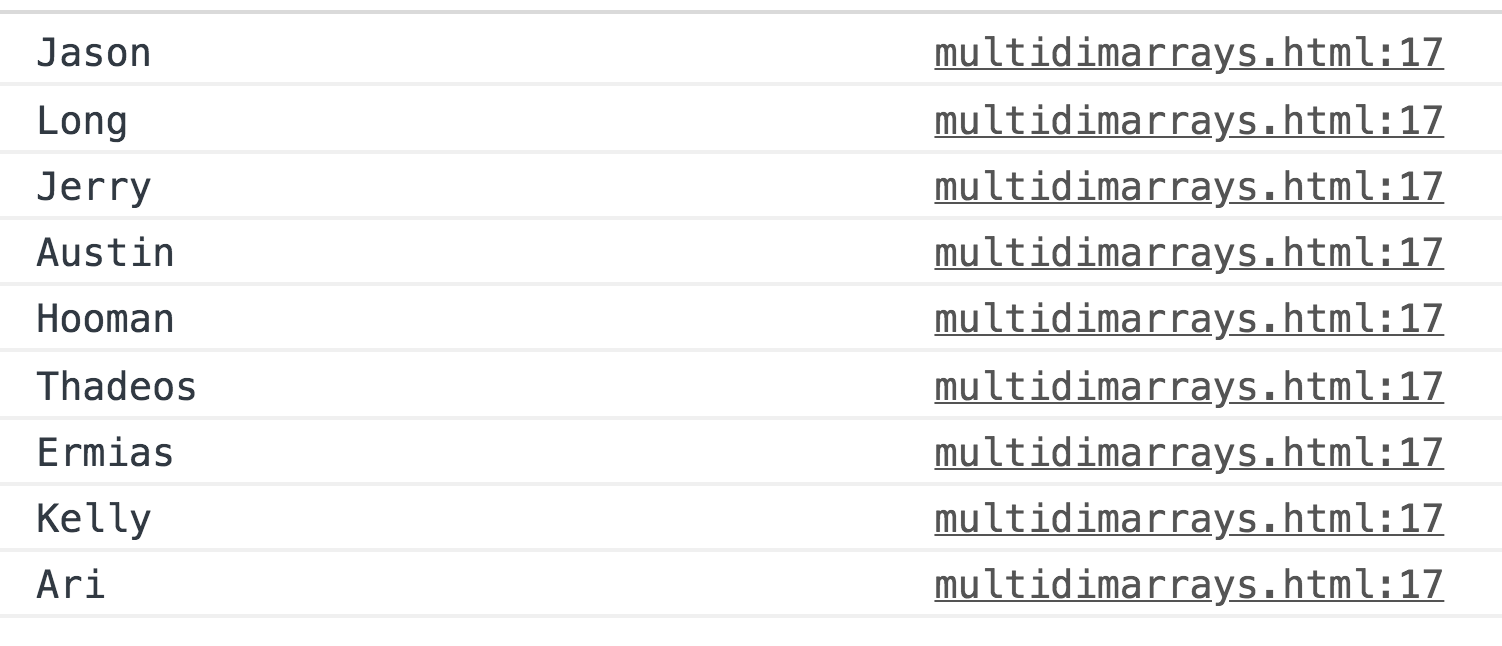 Jason multidimarrays.html:17
Long multidimarrays.html:17
Jerry multidimarrays.html:17
Austin multidimarrays.html:17
Hooman multidimarrays.html:17
Thadeos multidimarrays.html:17
Ermias multidimarrays.html:17
Kelly multidimarrays.html:17
Ari multidimarrays.html:17